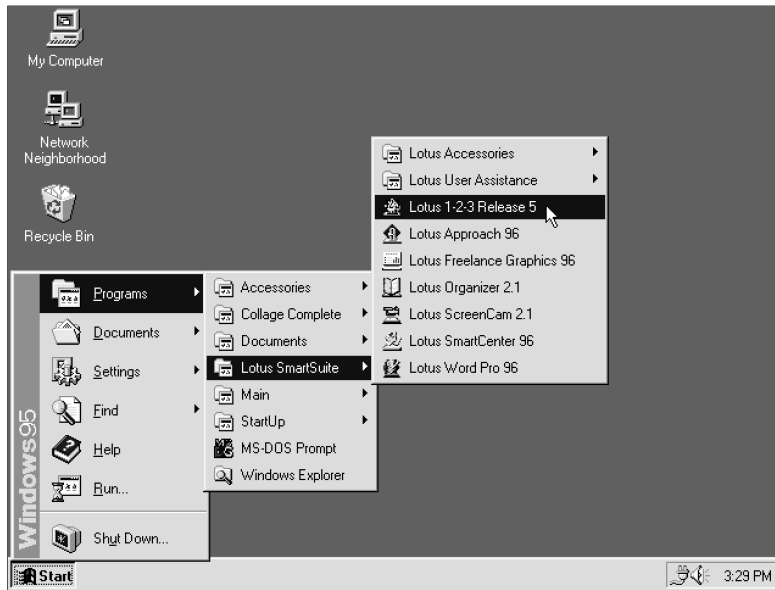 My Computer
Network
Neighborhood
Recycle Bin
Lotus Accessories
Lotus User Assistance
Lotus 1-2-3 Release 5
Lotus Approach 96
Lotus Freelance Graphics 96
Lotus Organizer 2.1
Lotus ScreenCam 2.1
Lotus SmartCenter 96
Lotus Word Pro 96
Accessories
Collage Complete
Documents
Lotus SmartSuite
Main
StartUp
MS-DOS Prompt
Windows Explorer
Programs
Documents
Settings
Find
Help
Run...
Shut Down...
Windows95
Start
3:29 PM